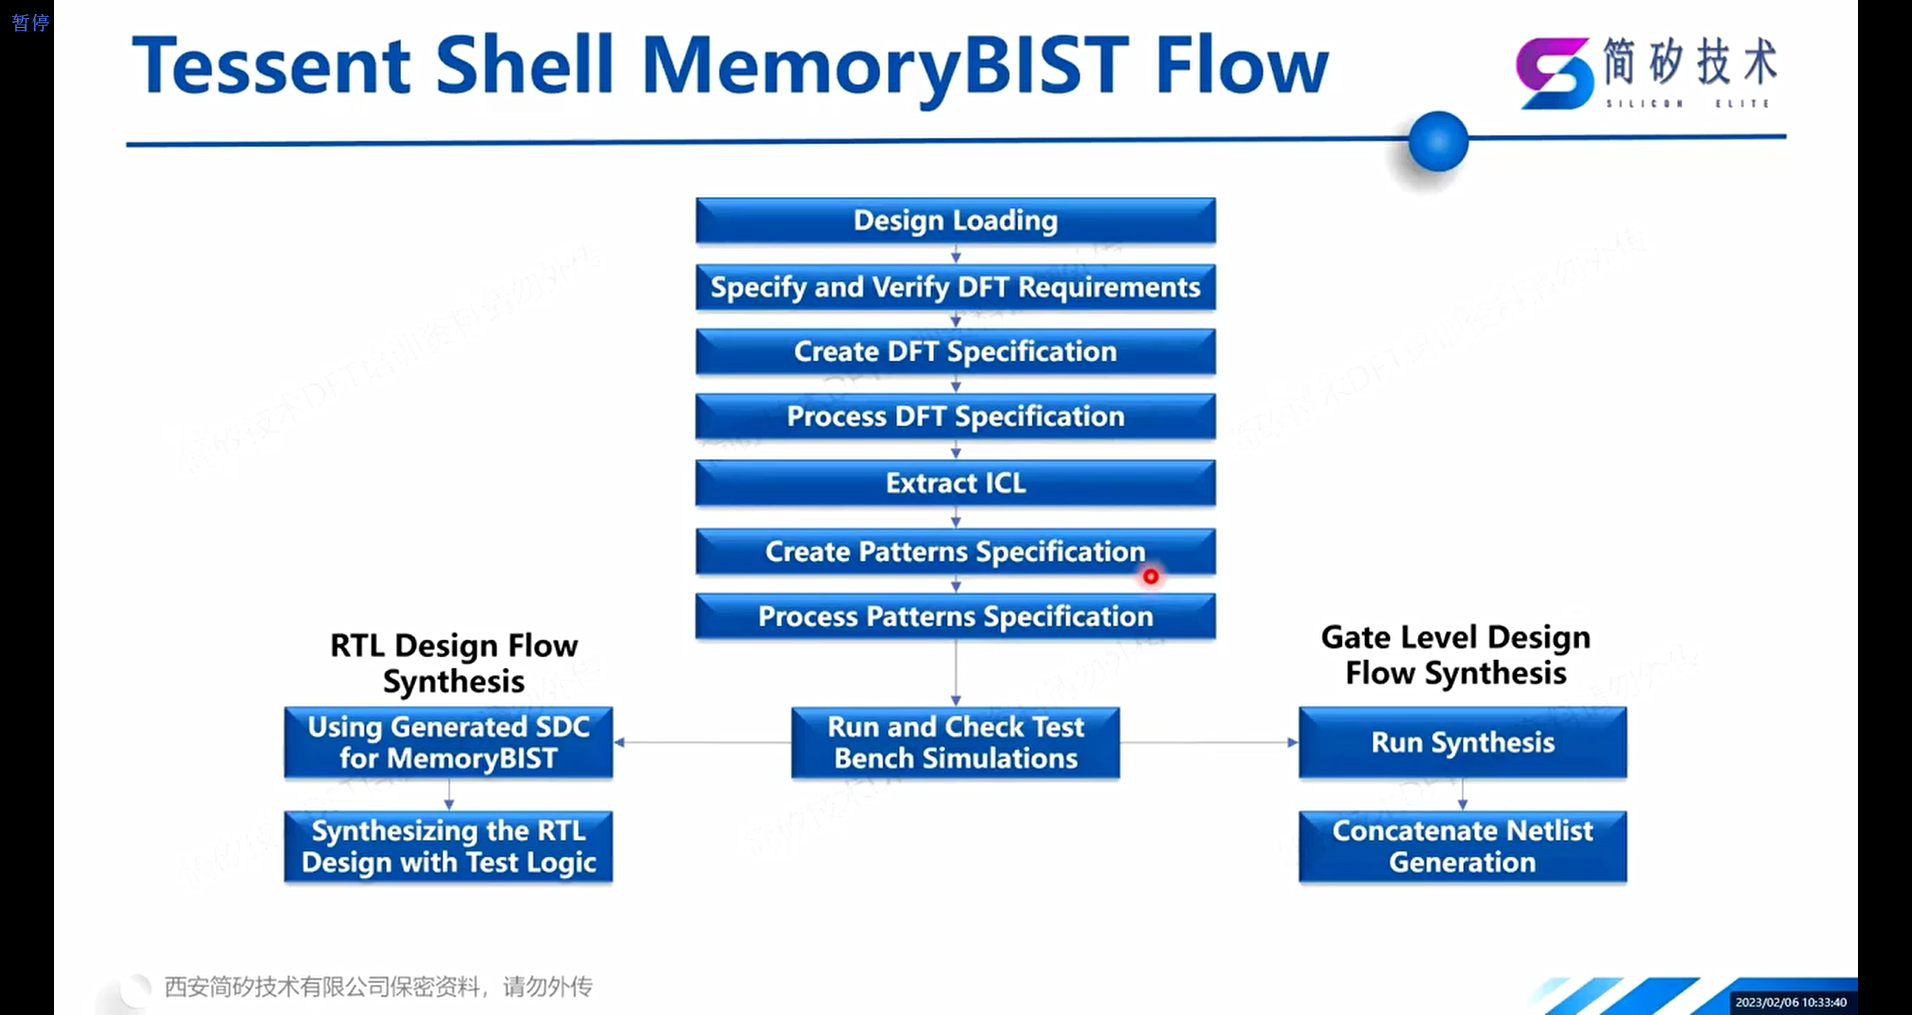 暂停
Tessent Shell MemoryBIST Flow
简矽技术
SILICON ELITE
Design Loading
Specify and Verify DFT Requirements
Create DFT Specification
Process DFT Specification
Extract ICL
Create Patterns Specification
Process Patterns Specification
RTL Design Flow
Synthesis
Gate Level Design
Flow Synthesis
Using Generated SDC
for MemoryBIST
Run and Check Test
Bench Simulations
Run Synthesis
Synthesizing the RTL
Design with Test Logic
Concatenate Netlist
Generation
西安简矽技术有限公司保密资料，请勿外传
2023/02/06 10:33:40